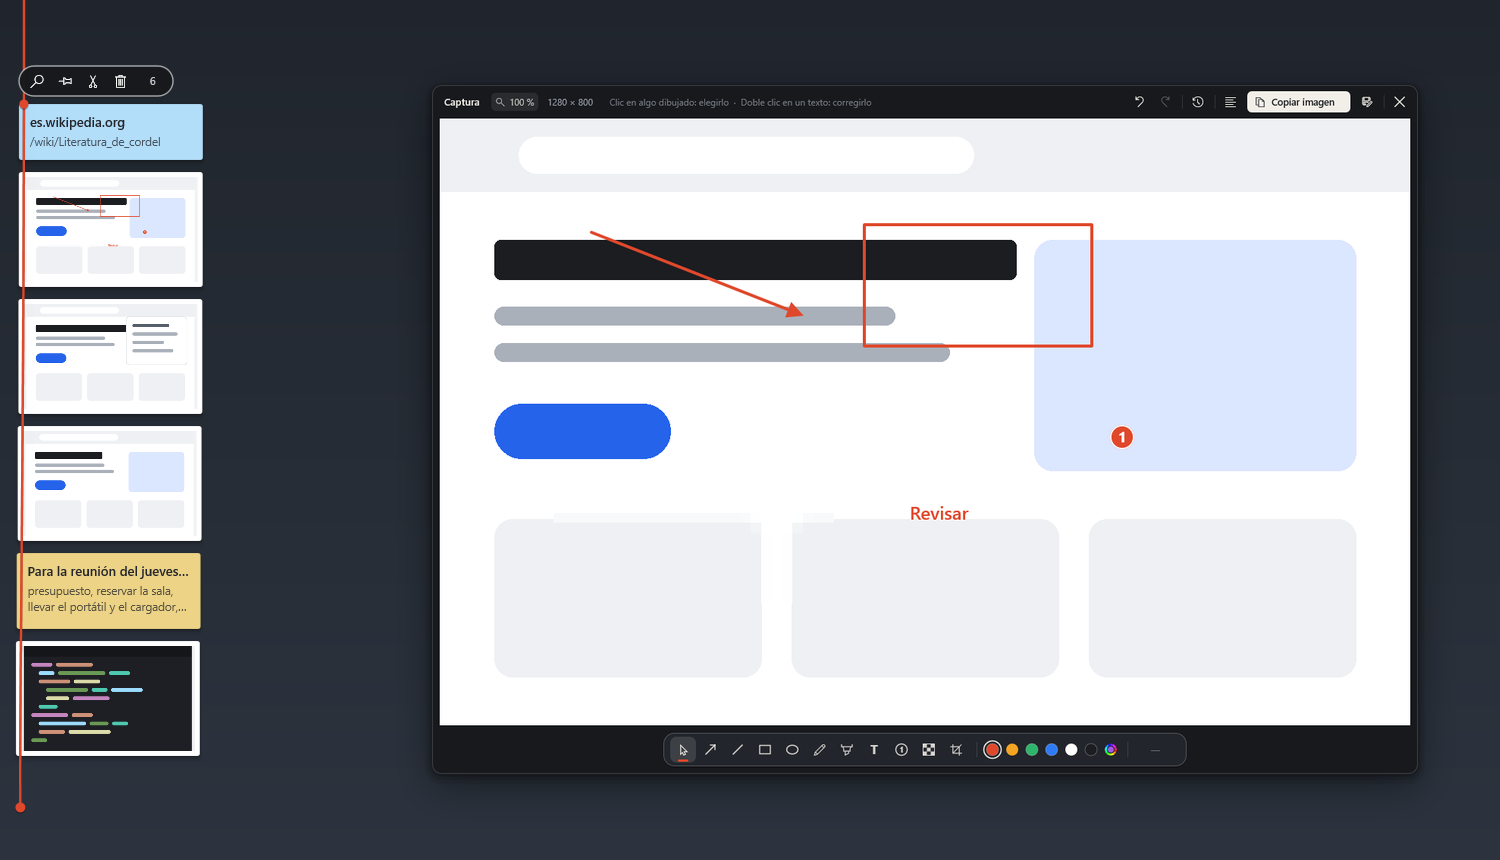 6
es.wikipedia.org
/wiki/Literatura_de_cordel
Para la reunión del jueves...
presupuesto, reservar la sala,
llevar el portátil y el cargador,...
Captura
100 %
1280 × 800
Clic en algo dibujado: elegirlo · Doble clic en un texto: corregirlo
Copiar imagen
1
Revisar
T
1